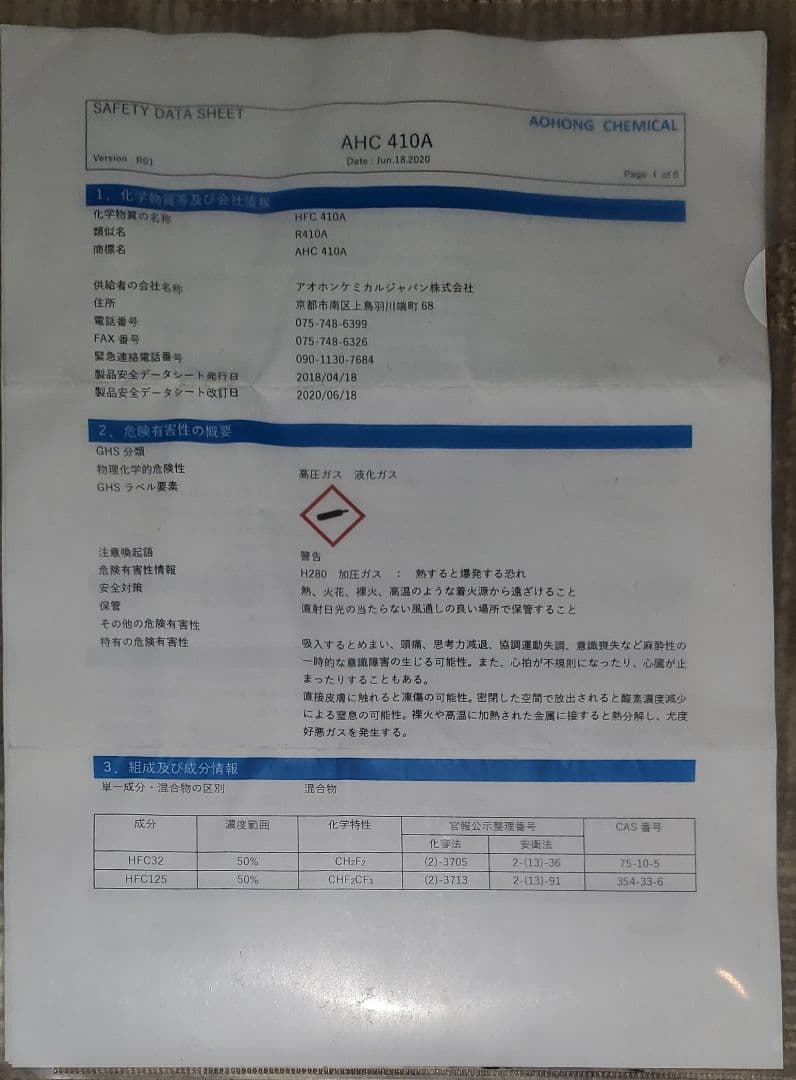 SAFETY DATA SHEET
AOHONG CHEMICAL
AHC 410A
Version R01
Date : Jun.18.2020
Page 1 of 8
1. 化学物質等及び会社情報
化学物質の名称 HFC 410A
類似名 R410A
商標名 AHC 410A
供給者の会社名称 アオホンケミカルジャパン株式会社
住所 京都市南区上鳥羽川端町 68
電話番号 075-748-6399
FAX 番号 075-748-6326
緊急連絡電話番号 090-1130-7684
製品安全データシート発行日 2018/04/18
製品安全データシート改訂日 2020/06/18
2. 危険有害性の概要
GHS 分類
物理化学的危険性 高圧ガス 液化ガス
GHS ラベル要素
注意喚起語 警告
危険有害性情報 H280 加圧ガス : 熱すると爆発する恐れ
安全対策 熱、火花、裸火、高温のような着火源から遠ざけること
保管 直射日光の当たらない風通しの良い場所で保管すること
その他の危険有害性
特有の危険有害性 吸入するとめまい、頭痛、思考力減退、協調運動失調、意識喪失など麻酔性の
一時的な意識障害の生じる可能性。また、心拍が不規則になったり、心臓が止
まったりすることもある。
直接皮膚に触れると凍傷の可能性。密閉した空間で放出されると酸素濃度減少
による窒息の可能性。裸火や高温に加熱された金属に接すると熱分解し、尤度
好悪ガスを発生する。
3. 組成及び成分情報
単一成分・混合物の区別 混合物
成分 濃度範囲 化学特性 官報公示整理番号 CAS 番号
化審法 安衛法
HFC32 50% CH₂F₂ (2)-3705 2-(13)-36 75-10-5
HFC125 50% CHF₂CF₃ (2)-3713 2-(13)-91 354-33-6